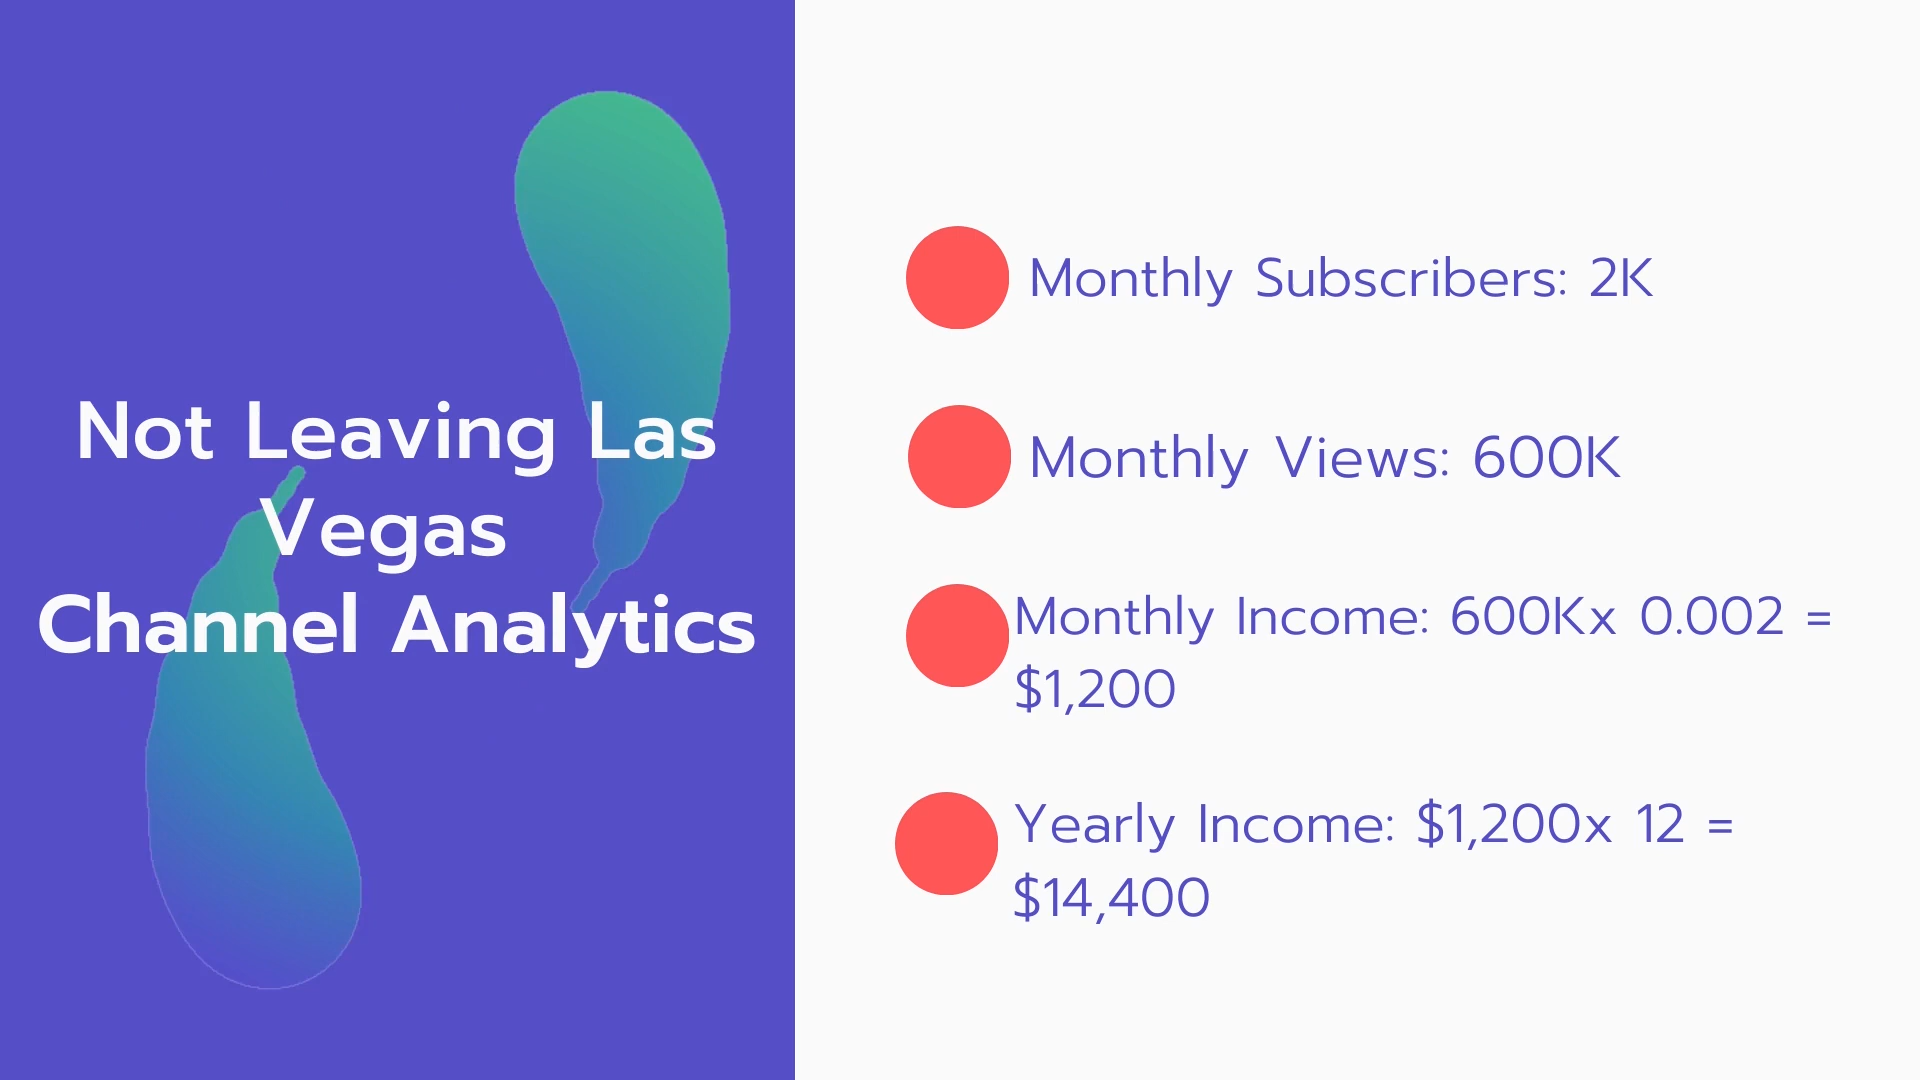 Not Leaving Las
Vegas
Channel Analytics
Monthly Subscribers: 2K
Monthly Views: 600K
Monthly Income: 600Kx 0.002 =
$1,200
Yearly Income: $1,200x 12 =
$14,400